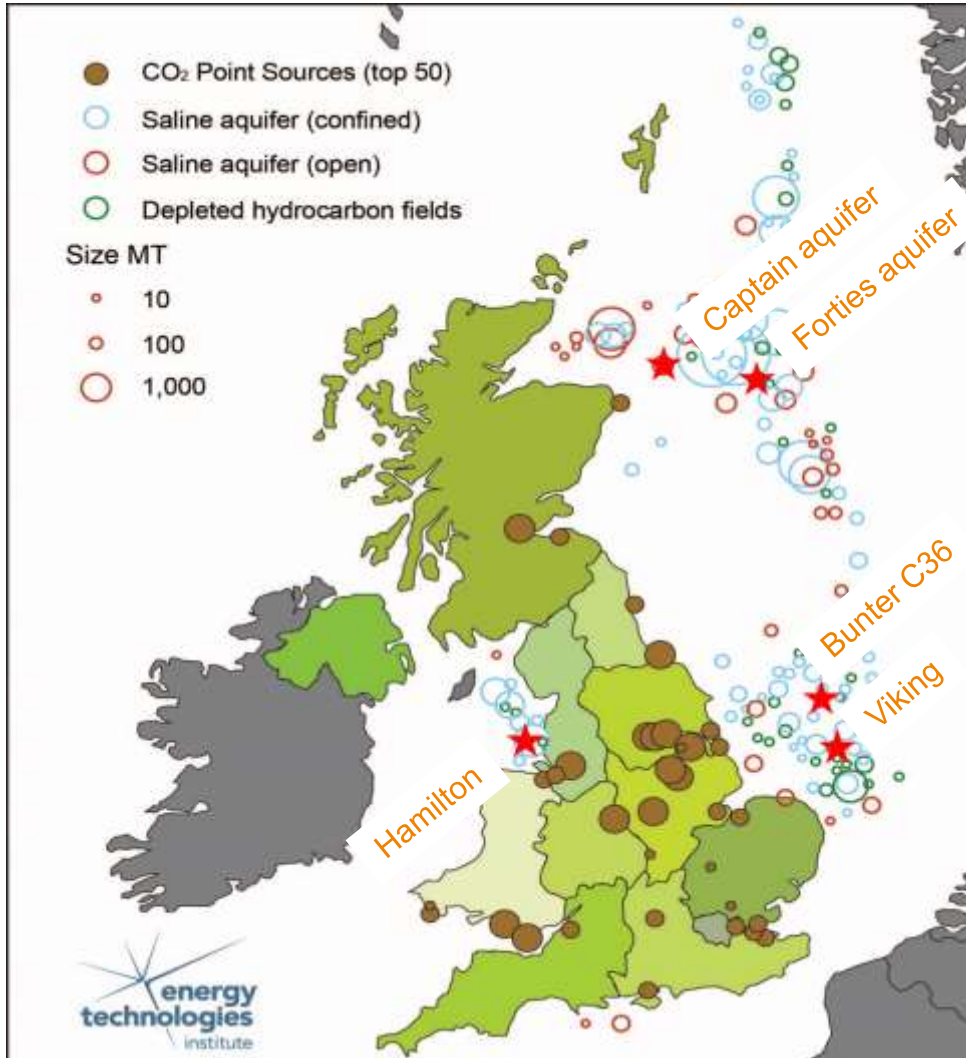 CO₂ Point Sources (top 50)
Saline aquifer (confined)
Saline aquifer (open)
Depleted hydrocarbon fields
Size MT
10
100
1,000
Captain aquifer
Forties aquifer
Bunter C36
Viking
Hamilton
energy
technologies
institute